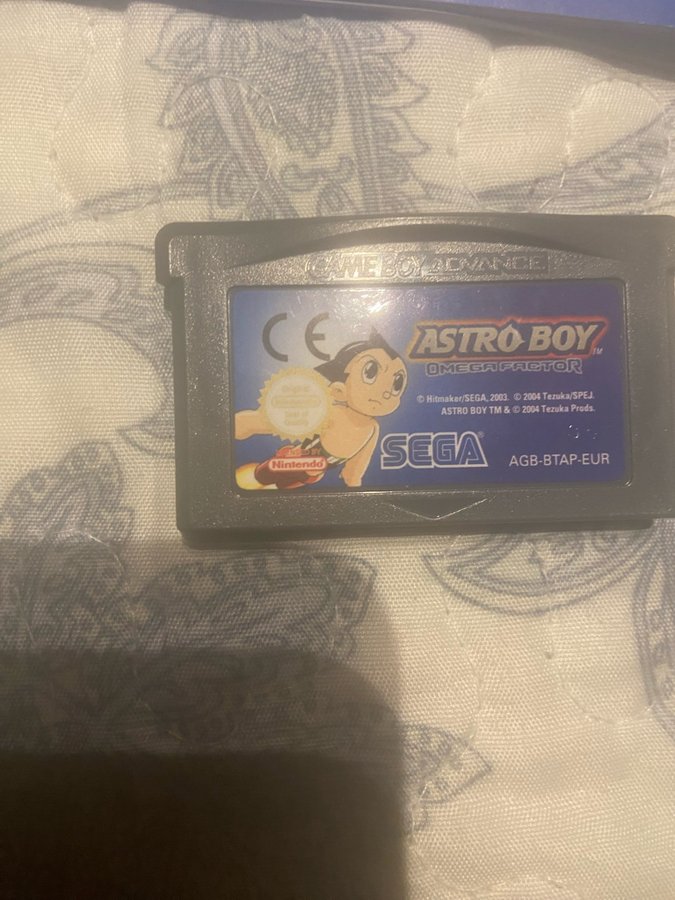 GAME BOY ADVANCE
CE
ASTRO BOY TM
OMEGA FACTOR
© Hitmaker/SEGA, 2003. © 2004 Tezuka/SPEJ.
ASTRO BOY TM & © 2004 Tezuka Prods.
Nintendo
SEGA®
AGB-BTAP-EUR